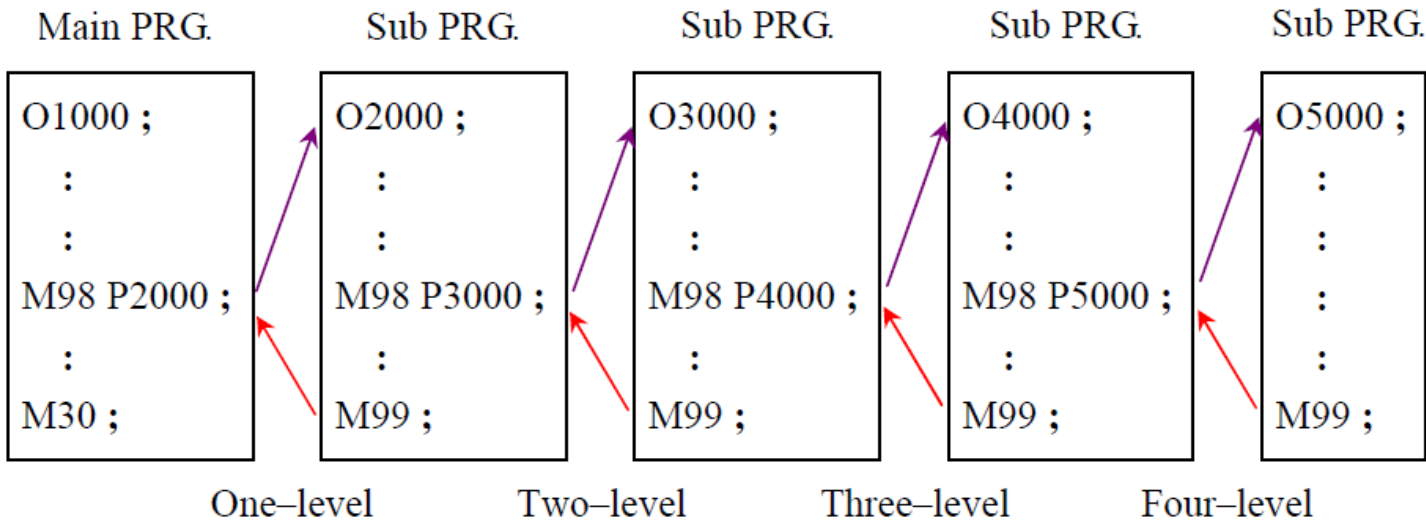 Main PRG.
Sub PRG.
Sub PRG.
Sub PRG.
Sub PRG.
O1000 ;
:
:
M98 P2000 ;
:
M30 ;
O2000 ;
:
:
M98 P3000 ;
:
M99 ;
O3000 ;
:
:
M98 P4000 ;
:
M99 ;
O4000 ;
:
:
M98 P5000 ;
:
M99 ;
O5000 ;
:
:
:
:
M99 ;
One–level
Two–level
Three–level
Four–level